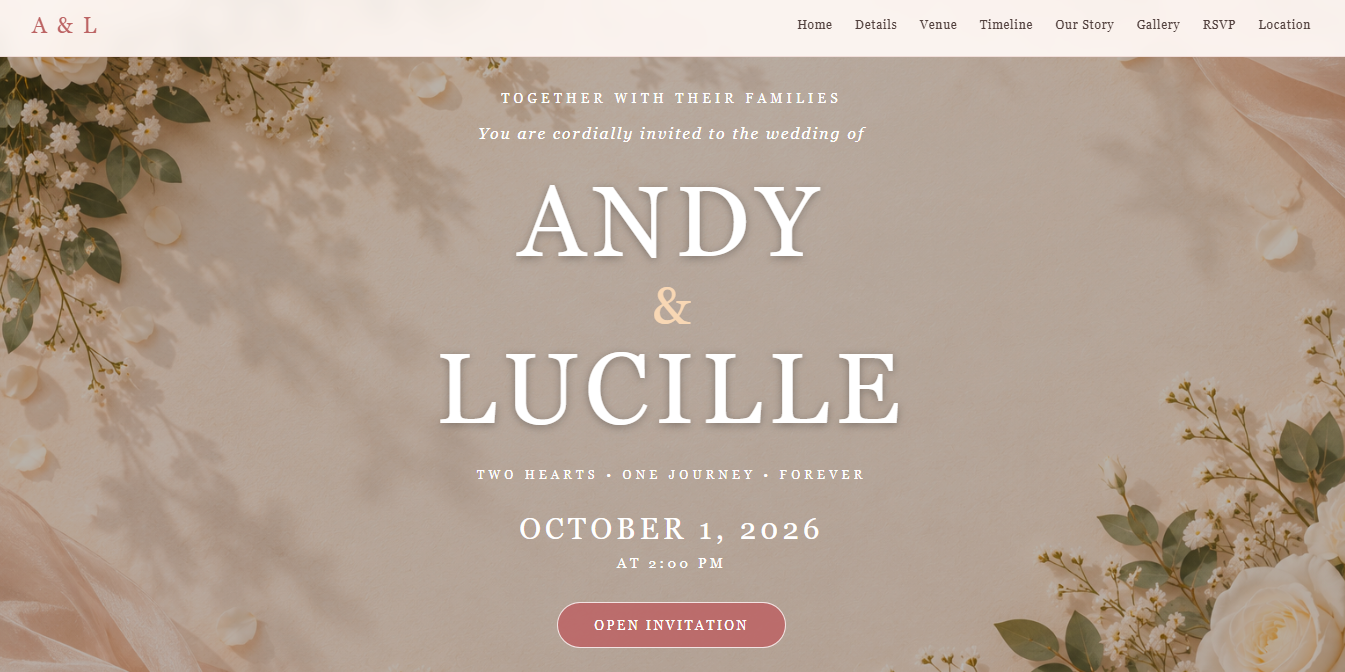 A & L
Home Details Venue Timeline Our Story Gallery RSVP Location
TOGETHER WITH THEIR FAMILIES
You are cordially invited to the wedding of
ANDY
&
LUCILLE
TWO HEARTS • ONE JOURNEY • FOREVER
OCTOBER 1, 2026
AT 2:00 PM
OPEN INVITATION